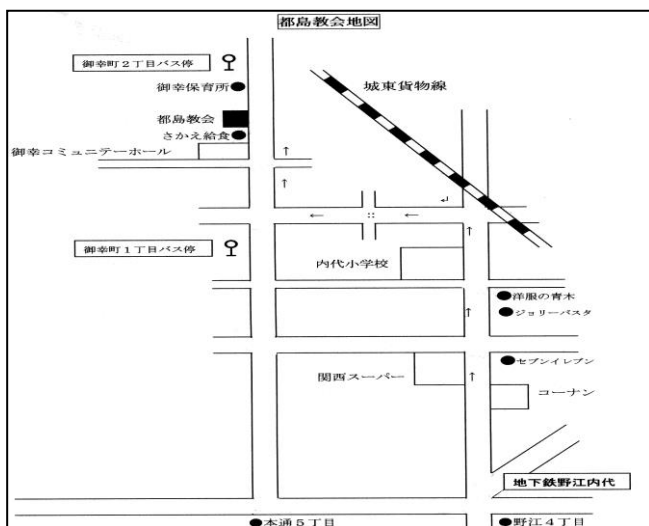 都島教会地図
御幸町2丁目バス停
御幸保育所
城東貨物線
都島教会
さかえ給食
御幸コミュニテーホール
御幸町1丁目バス停
内代小学校
洋服の青木
ジョリーパスタ
セブンイレブン
関西スーパー
コーナン
地下鉄野江内代
本通5丁目
野江4丁目